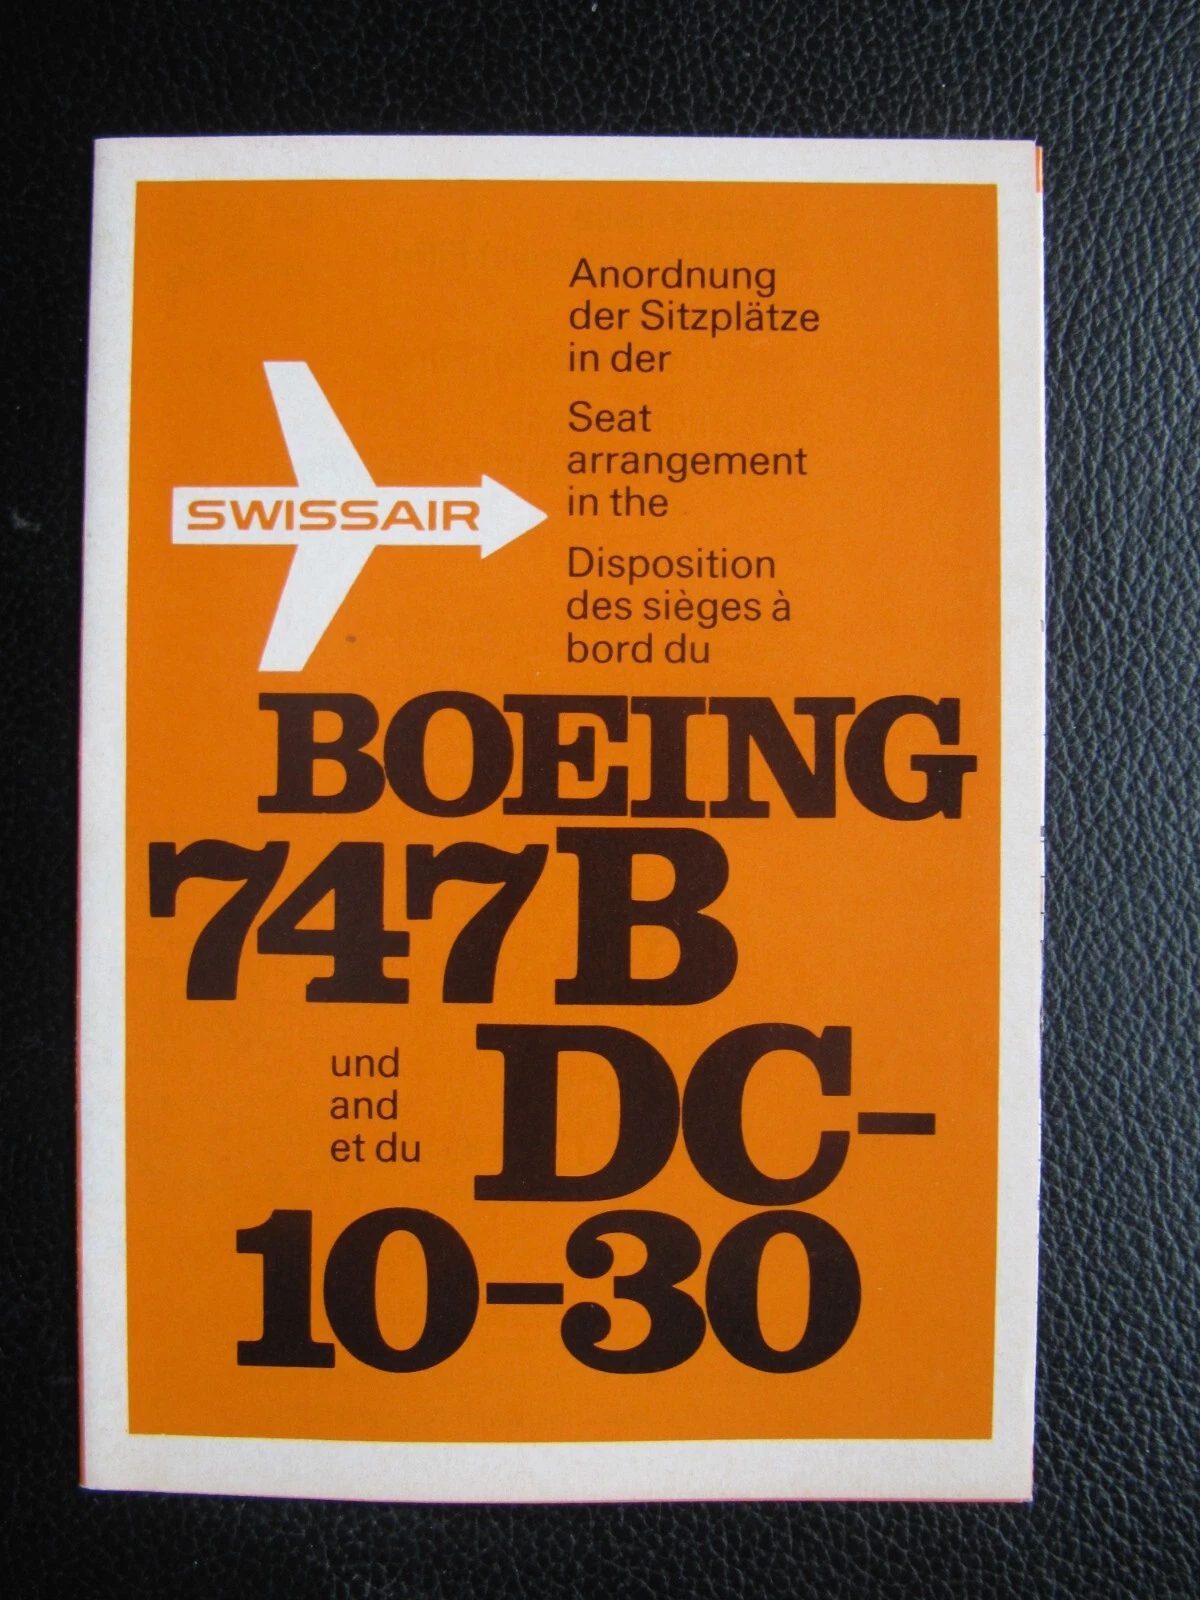 Anordnung
der Sitzplätze
in der
Seat
arrangement
in the
SWISSAIR
Disposition
des sièges à
bord du
BOEING
747B
und
and
et du
DC-
10-30